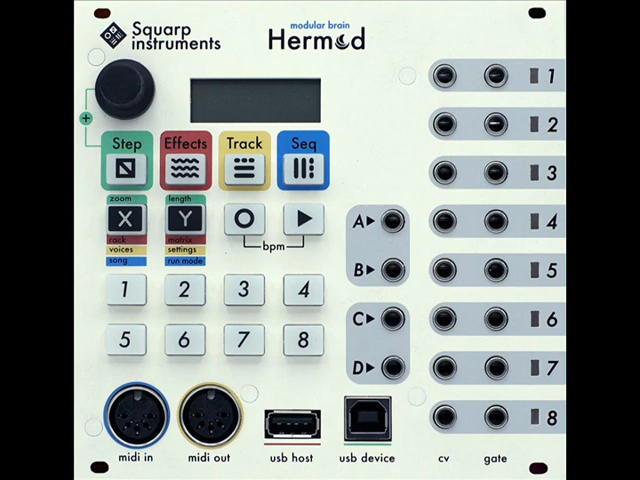 Squarp
instruments
modular brain
Hermod
+
Step
Effects
Track
Seq
zoom
length
X
Y
rack
matrix
voices
settings
song
run mode
bpm
1
2
3
4
5
6
7
8
A
B
C
D
1
2
3
4
5
6
7
8
midi in
midi out
usb host
usb device
cv
gate